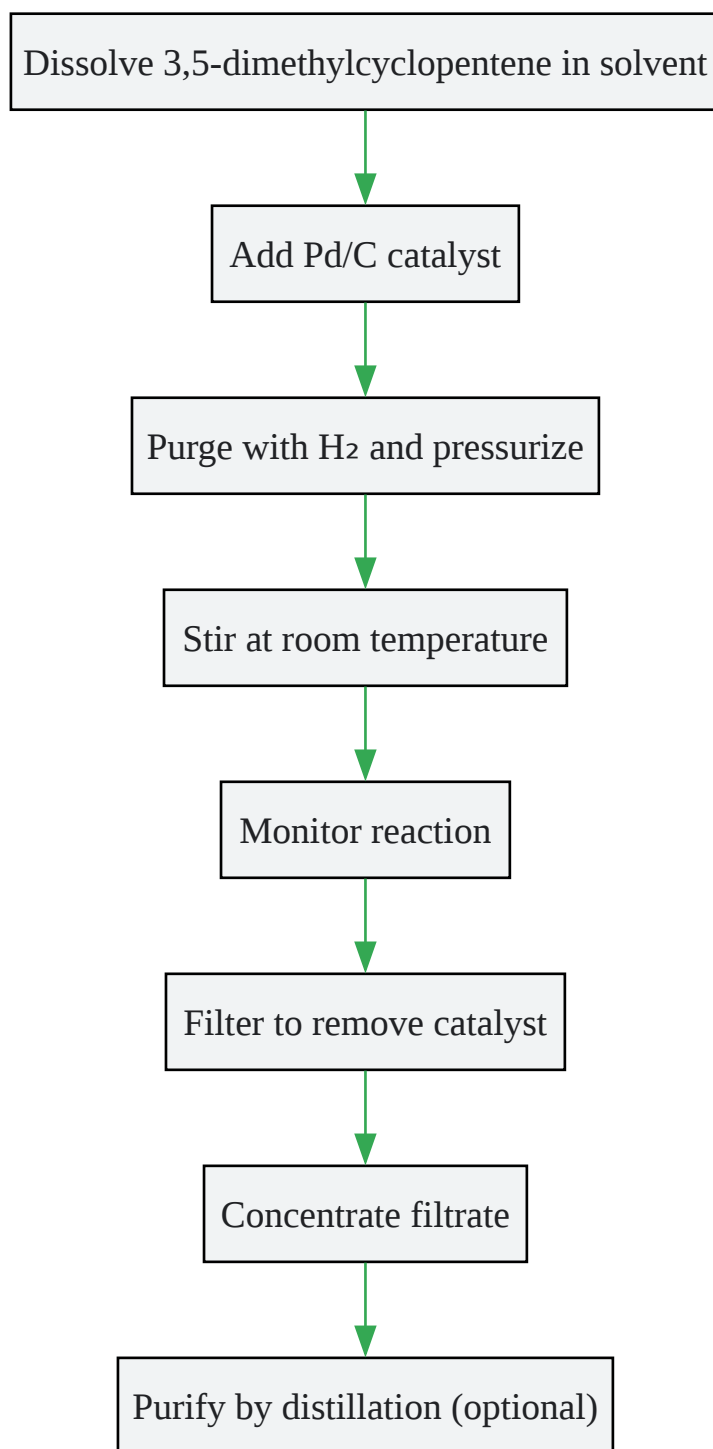 Dissolve 3,5-dimethylcyclopentene in solvent
Add Pd/C catalyst
Purge with H₂ and pressurize
Stir at room temperature
Monitor reaction
Filter to remove catalyst
Concentrate filtrate
Purify by distillation (optional)